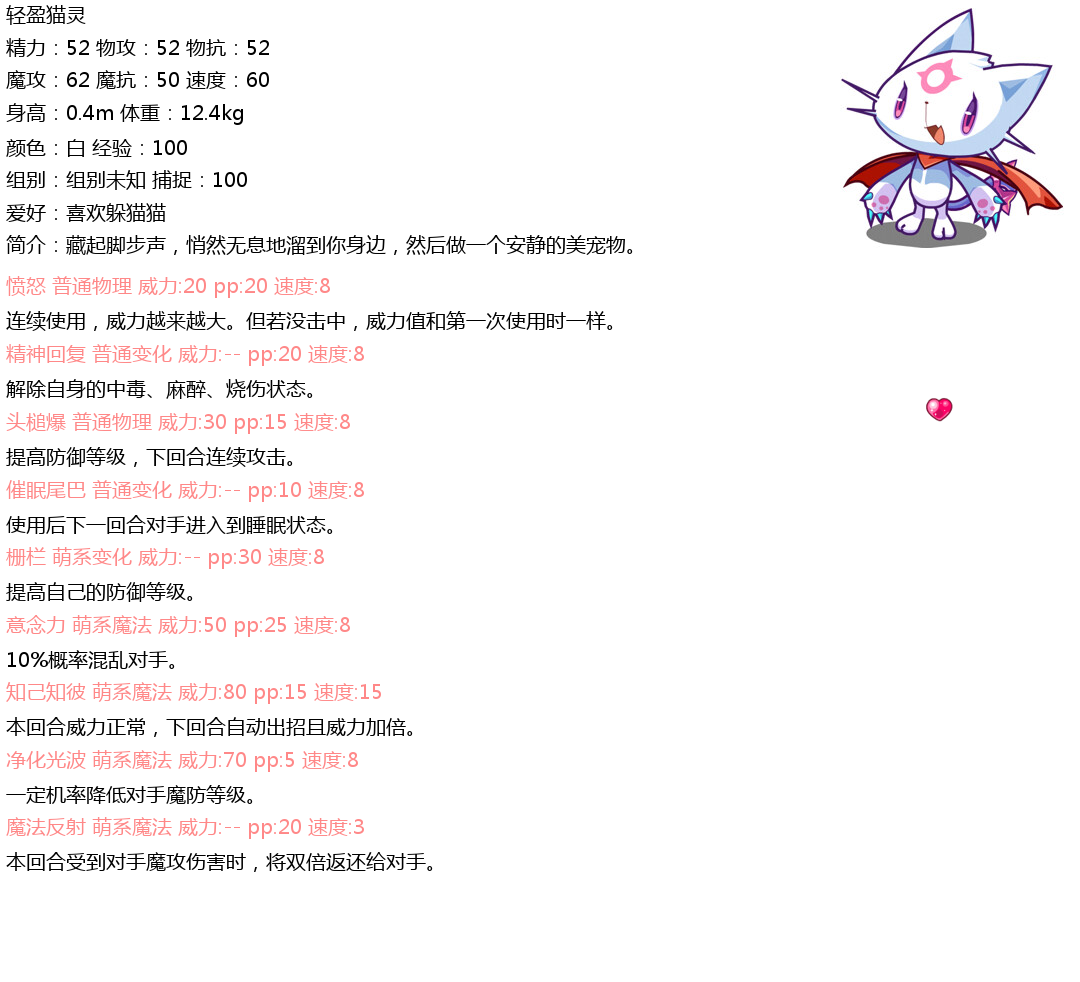 轻盈猫灵
精力：52 物攻：52 物抗：52
魔攻：62 魔抗：50 速度：60
身高：0.4m 体重：12.4kg
颜色：白 经验：100
组别：组别未知 捕捉：100
爱好：喜欢躲猫猫
简介：藏起脚步声，悄然无息地溜到你身边，然后做一个安静的美宠物。
愤怒 普通物理 威力:20 pp:20 速度:8
连续使用，威力越来越大。但若没击中，威力值和第一次使用时一样。
精神回复 普通变化 威力:-- pp:20 速度:8
解除自身的中毒、麻醉、烧伤状态。
头槌爆 普通物理 威力:30 pp:15 速度:8
提高防御等级，下回合连续攻击。
催眠尾巴 普通变化 威力:-- pp:10 速度:8
使用后下一回合对手进入到睡眠状态。
栅栏 萌系变化 威力:-- pp:30 速度:8
提高自己的防御等级。
意念力 萌系魔法 威力:50 pp:25 速度:8
10%概率混乱对手。
知己知彼 萌系魔法 威力:80 pp:15 速度:15
本回合威力正常，下回合自动出招且威力加倍。
净化光波 萌系魔法 威力:70 pp:5 速度:8
一定机率降低对手魔防等级。
魔法反射 萌系魔法 威力:-- pp:20 速度:3
本回合受到对手魔攻伤害时，将双倍返还给对手。